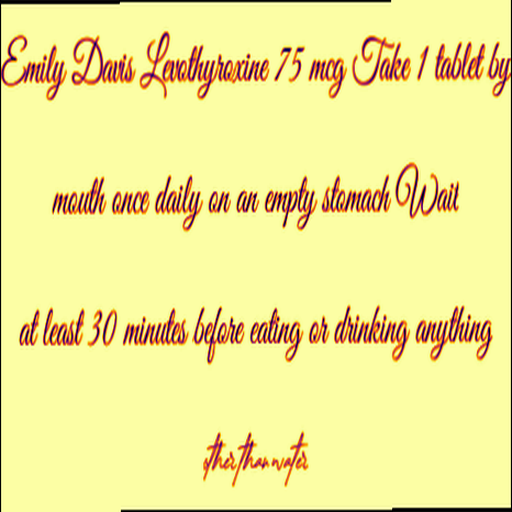 Emily Davis Levothyroxine 75 mcg Take 1 tablet by
mouth once daily on an empty stomach Wait
at least 30 minutes before eating or drinking anything
other than water